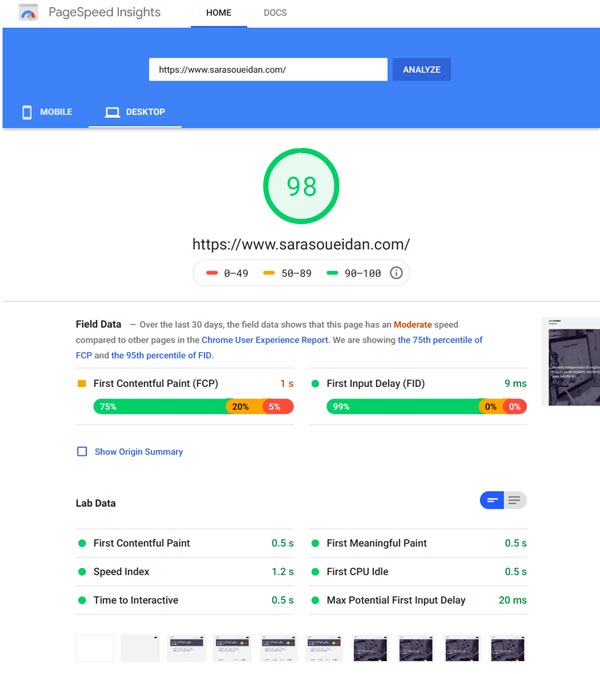 PageSpeed Insights
HOME
DOCS
https://www.sarasoueidan.com/
ANALYZE
MOBILE
DESKTOP
98
https://www.sarasoueidan.com/
0–49
50–89
90–100
Field Data — Over the last 30 days, the field data shows that this page has an Moderate speed
compared to other pages in the Chrome User Experience Report. We are showing the 75th percentile of
FCP and the 95th percentile of FID.
First Contentful Paint (FCP) 1 s
75% 20% 5%
First Input Delay (FID) 9 ms
99% 0% 0%
Show Origin Summary
Lab Data
First Contentful Paint 0.5 s
First Meaningful Paint 0.5 s
Speed Index 1.2 s
First CPU Idle 0.5 s
Time to Interactive 0.5 s
Max Potential First Input Delay 20 ms